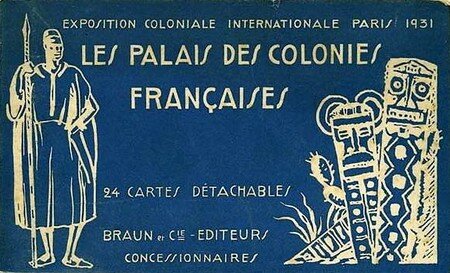 EXPOSITION COLONIALE INTERNATIONALE PARIS 1931
LES PALAIS DES COLONIES
FRANÇAISES
24 CARTES DÉTACHABLES
BRAUN et CIE - EDITEURS
CONCESSIONNAIRES